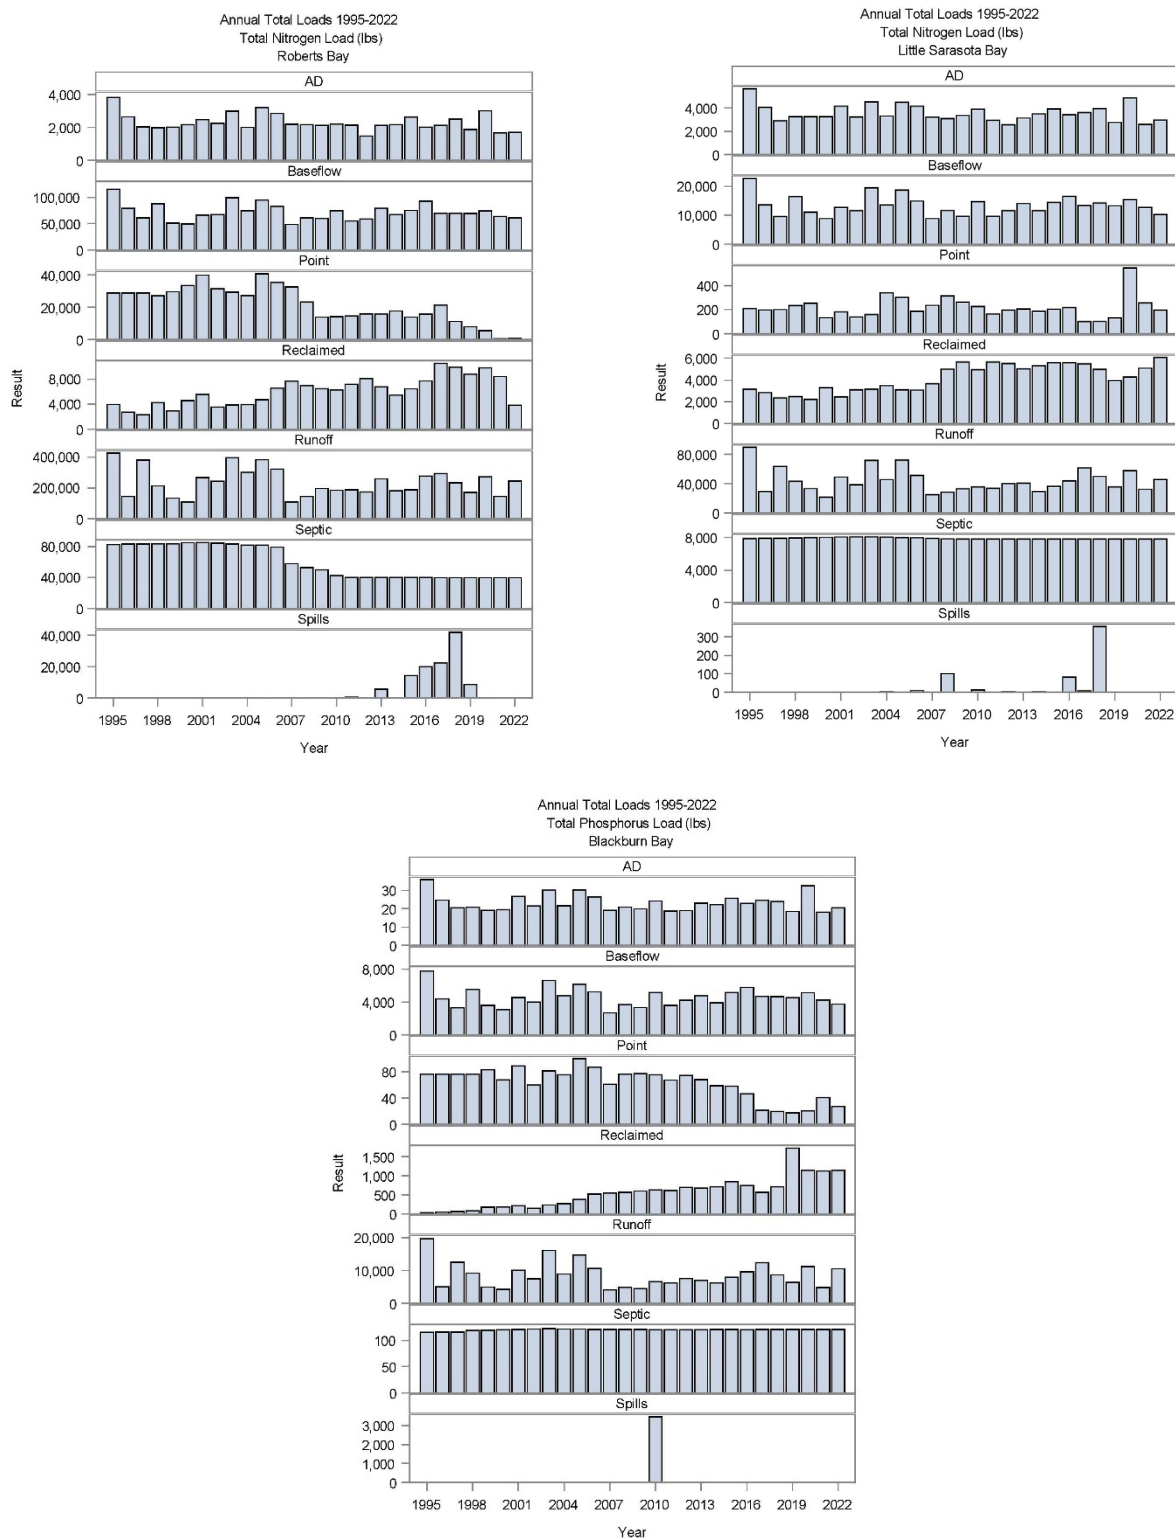 Annual Total Loads 1995-2022
Total Nitrogen Load (lbs)
Roberts Bay
AD
4,000
2,000
0
Baseflow
100,000
50,000
0
Point
40,000
20,000
0
Reclaimed
8,000
4,000
0
Runoff
400,000
200,000
0
Septic
80,000
40,000
0
Spills
40,000
20,000
0
Result
1995 1998 2001 2004 2007 2010 2013 2016 2019 2022
Year
Annual Total Loads 1995-2022
Total Nitrogen Load (lbs)
Little Sarasota Bay
AD
4,000
2,000
0
Baseflow
20,000
10,000
0
Point
400
200
0
Reclaimed
6,000
4,000
2,000
0
Runoff
80,000
40,000
0
Septic
8,000
4,000
0
Spills
300
200
100
0
Result
1995 1998 2001 2004 2007 2010 2013 2016 2019 2022
Year
Annual Total Loads 1995-2022
Total Phosphorus Load (lbs)
Blackburn Bay
AD
30
20
10
0
Baseflow
8,000
4,000
0
Point
80
40
0
Reclaimed
1,500
1,000
500
0
Runoff
20,000
10,000
0
Septic
100
50
0
Spills
3,000
2,000
1,000
0
Result
1995 1998 2001 2004 2007 2010 2013 2016 2019 2022
Year